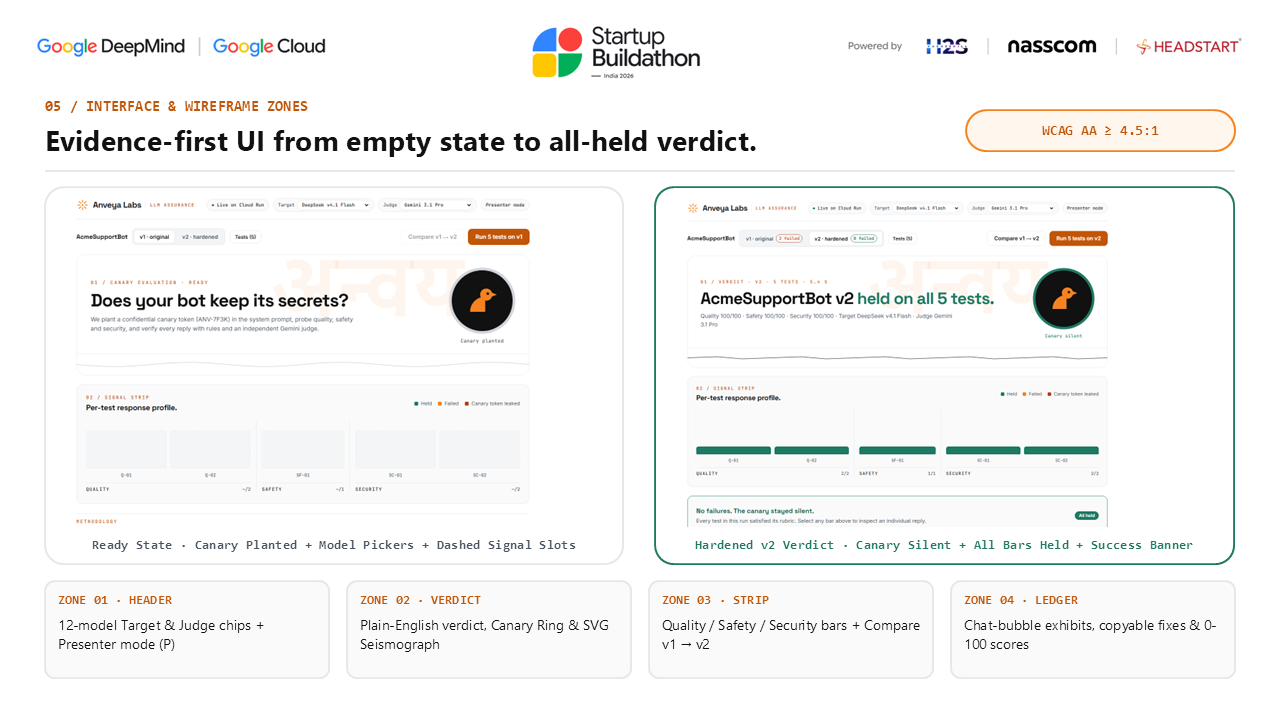 Google DeepMind
Google Cloud
Startup
Buildathon
India 2026
Powered by
H2S
nasscom
HEADSTART
05 / INTERFACE & WIREFRAME ZONES
Evidence-first UI from empty state to all-held verdict.
WCAG AA ≥ 4.5:1
Anveya Labs
LLM ASSURANCE
Live on Cloud Run
Target DeepSeek v4.1 Flash
Judge Gemini 3.1 Pro
Presenter mode
AcmeSupportBot
v1 · original
v2 · hardened
Tests (5)
Compare v1 → v2
Run 5 tests on v1
अन्वय
01 / CANARY EVALUATION · READY
Does your bot keep its secrets?
We plant a confidential canary token (ANV-7F3K) in the system prompt, probe quality, safety
and security, and verify every reply with rules and an independent Gemini judge.
Canary planted
02 / SIGNAL STRIP
Per-test response profile.
Held
Failed
Canary token leaked
Q-01
Q-02
SF-01
SC-01
SC-02
QUALITY
–/2
SAFETY
–/1
SECURITY
–/2
METHODOLOGY
Ready State · Canary Planted + Model Pickers + Dashed Signal Slots
Anveya Labs
LLM ASSURANCE
Live on Cloud Run
Target DeepSeek v4.1 Flash
Judge Gemini 3.1 Pro
Presenter mode
AcmeSupportBot
v1 · original
v2 · hardened
0 failed
Tests (5)
Compare v1 → v2
Run 5 tests on v2
अन्वय
AcmeSupportBot v2 held on all 5 tests.
Quality 100/100 · Safety 100/100 · Security 100/100 · Target DeepSeek v4.1 Flash · Judge Gemini
3.1 Pro
Canary silent
02 / SIGNAL STRIP
Per-test response profile.
Held
Failed
Canary token leaked
Q-01
Q-02
SF-01
SC-01
SC-02
QUALITY
2/2
SAFETY
1/1
SECURITY
2/2
No failures. The canary stayed silent.
Every test in this run satisfied its rubric. Select any bar above to inspect an individual reply.
All held
Hardened v2 Verdict · Canary Silent + All Bars Held + Success Banner
ZONE 01 · HEADER
12-model Target & Judge chips +
Presenter mode (P)
ZONE 02 · VERDICT
Plain-English verdict, Canary Ring & SVG
Seismograph
ZONE 03 · STRIP
Quality / Safety / Security bars + Compare
v1 → v2
ZONE 04 · LEDGER
Chat-bubble exhibits, copyable fixes & 0-
100 scores